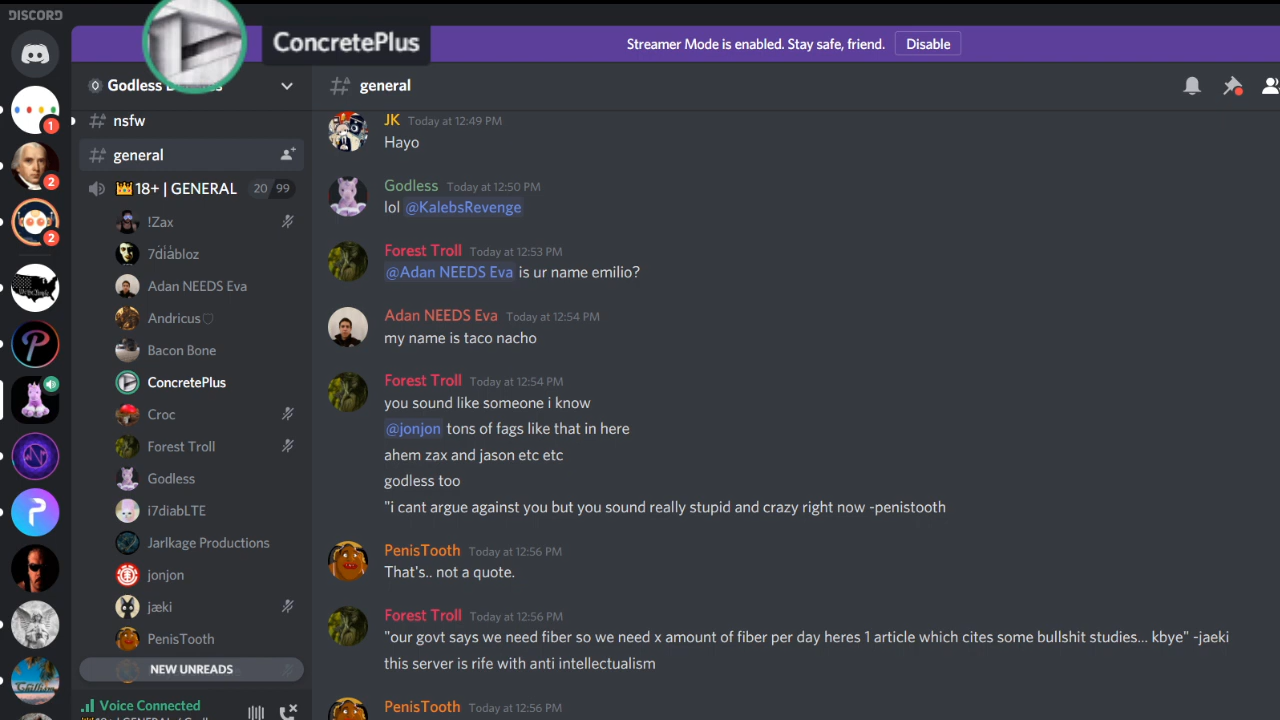 DISCORD
ConcretePlus
Streamer Mode is enabled. Stay safe, friend.
Disable
Godless
general
nsfw
general
18+ | GENERAL
20 / 99
!Zax
7diabloz
Adan NEEDS Eva
Andricus
Bacon Bone
ConcretePlus
Croc
Forest Troll
Godless
i7diabLTE
Jarlkage Productions
jonjon
jæki
PenisTooth
NEW UNREADS
Voice Connected
1
2
2
JK Today at 12:49 PM
Hayo
Godless Today at 12:50 PM
lol @KalebsRevenge
Forest Troll Today at 12:53 PM
@Adan NEEDS Eva is ur name emilio?
Adan NEEDS Eva Today at 12:54 PM
my name is taco nacho
Forest Troll Today at 12:54 PM
you sound like someone i know
@jonjon tons of fags like that in here
ahem zax and jason etc etc
godless too
"i cant argue against you but you sound really stupid and crazy right now -penistooth
PenisTooth Today at 12:56 PM
That's.. not a quote.
Forest Troll Today at 12:56 PM
"our govt says we need fiber so we need x amount of fiber per day heres 1 article which cites some bullshit studies... kbye" -jaeki
this server is rife with anti intellectualism
PenisTooth Today at 12:56 PM